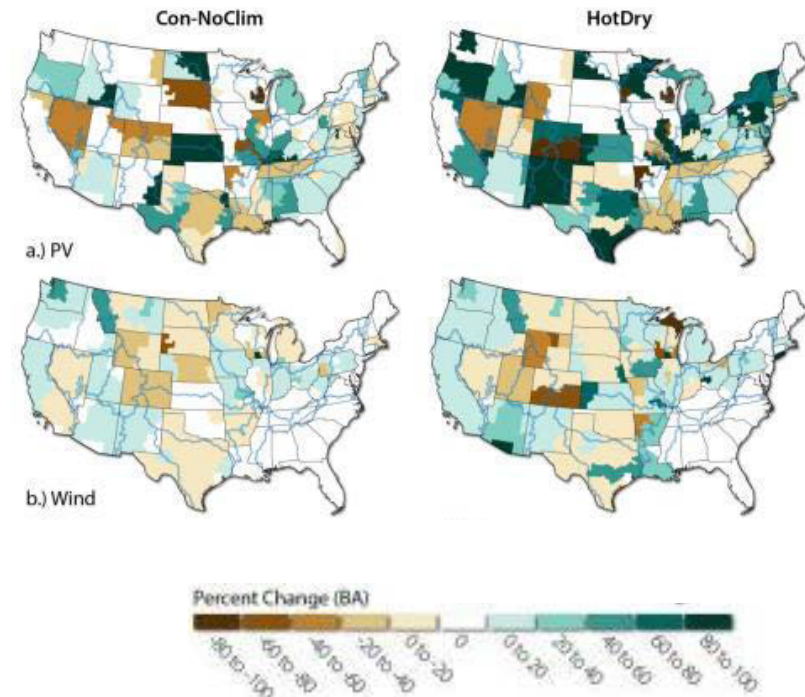 Con-NoClim
HotDry
a.) PV
b.) Wind
Percent Change (BA)
-80 to -100
-60 to -80
-40 to -60
-20 to -40
0 to -20
0
0 to 20
20 to 40
40 to 60
60 to 80
80 to 100